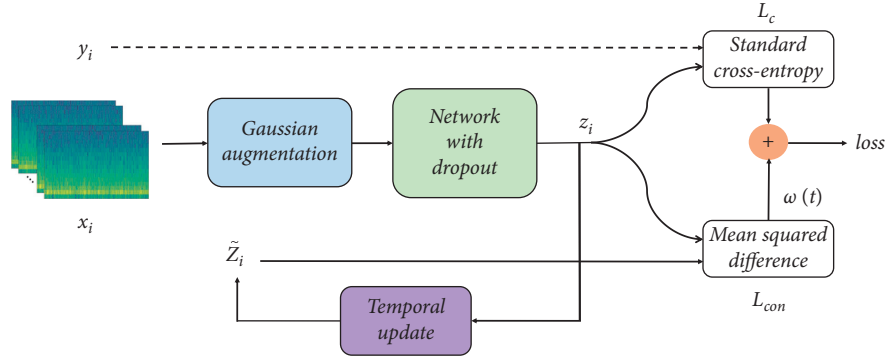 L_c
y_i
Standard
cross-entropy
Gaussian
augmentation
Network
with
dropout
z_i
+
loss
x_i
ω (t)
Z̃_i
Mean squared
difference
L_con
Temporal
update